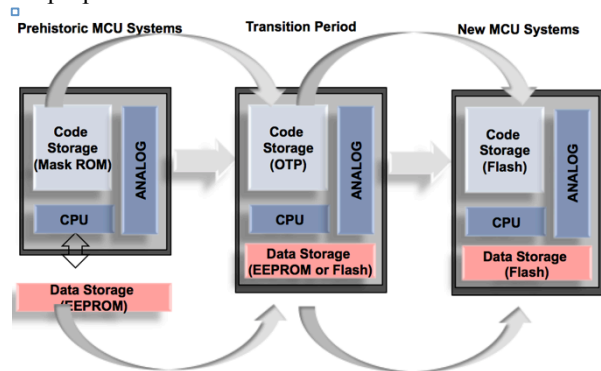 Prehistoric MCU Systems
Transition Period
New MCU Systems
Code
Storage
(Mask ROM)
ANALOG
CPU
Data Storage
(EEPROM)
Code
Storage
(OTP)
ANALOG
CPU
Data Storage
(EEPROM or Flash)
Code
Storage
(Flash)
ANALOG
CPU
Data Storage
(Flash)